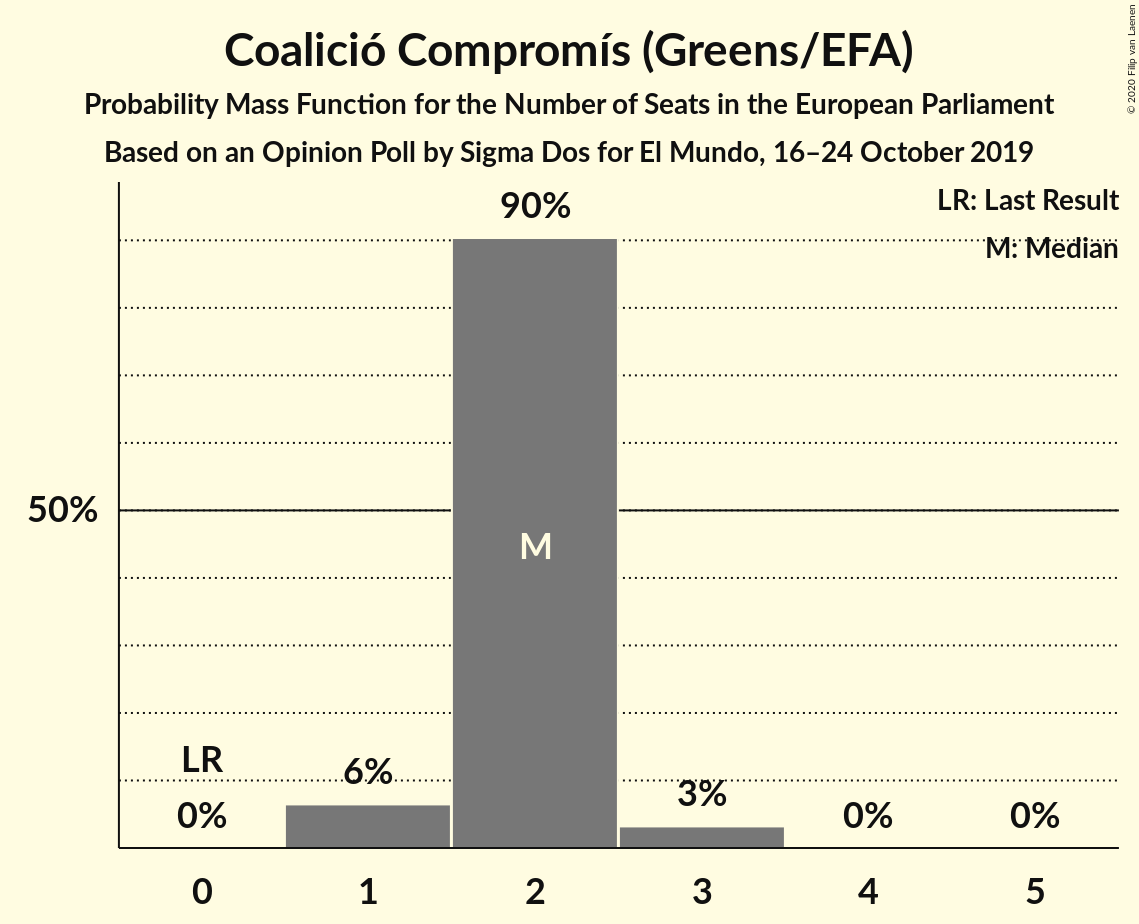 Coalició Compromís (Greens/EFA)
Probability Mass Function for the Number of Seats in the European Parliament
Based on an Opinion Poll by Sigma Dos for El Mundo, 16–24 October 2019
© 2020 Filip van Laenen
LR: Last Result
M: Median
90%
50%
M
LR
0%
6%
3%
0%
0%
0 1 2 3 4 5